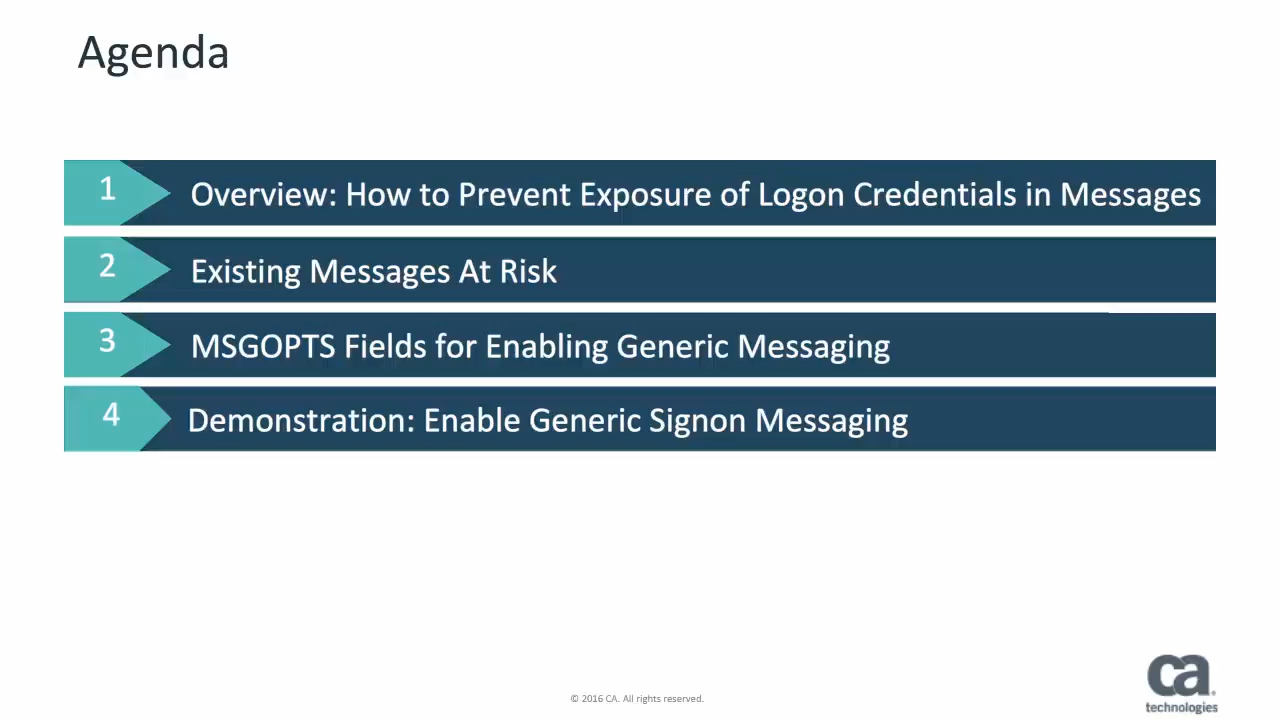 Agenda
1 Overview: How to Prevent Exposure of Logon Credentials in Messages
2 Existing Messages At Risk
3 MSGOPTS Fields for Enabling Generic Messaging
4 Demonstration: Enable Generic Signon Messaging
© 2016 CA. All rights reserved.
ca
technologies